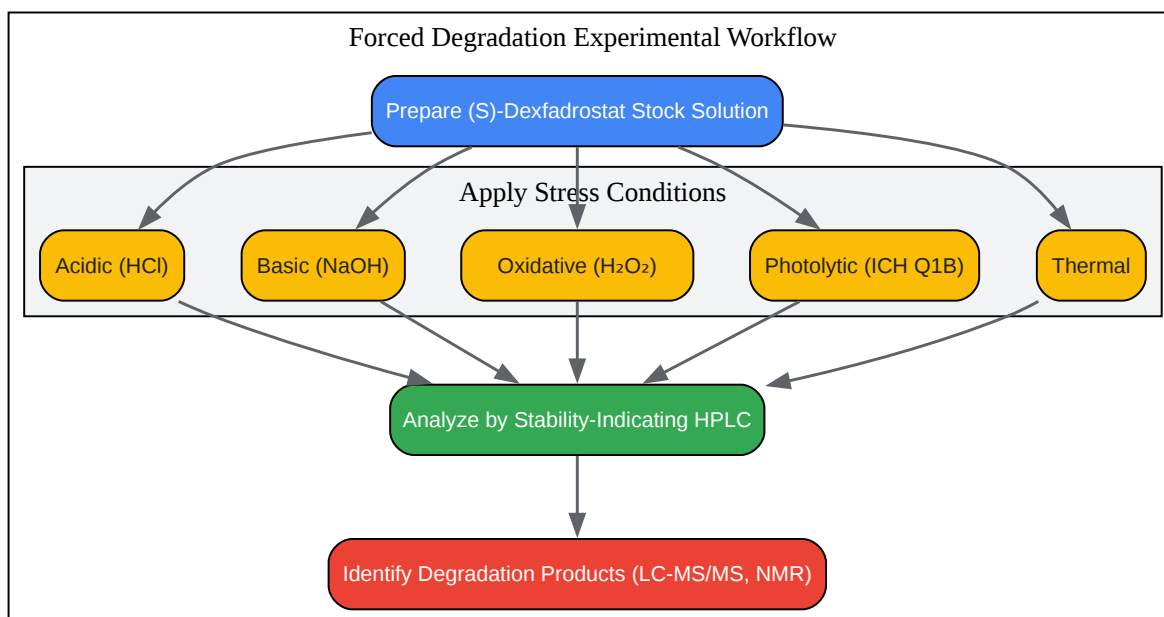 Forced Degradation Experimental Workflow
Prepare (S)-Dexfadrostat Stock Solution
Apply Stress Conditions
Acidic (HCl)
Basic (NaOH)
Oxidative (H₂O₂)
Photolytic (ICH Q1B)
Thermal
Analyze by Stability-Indicating HPLC
Identify Degradation Products (LC-MS/MS, NMR)